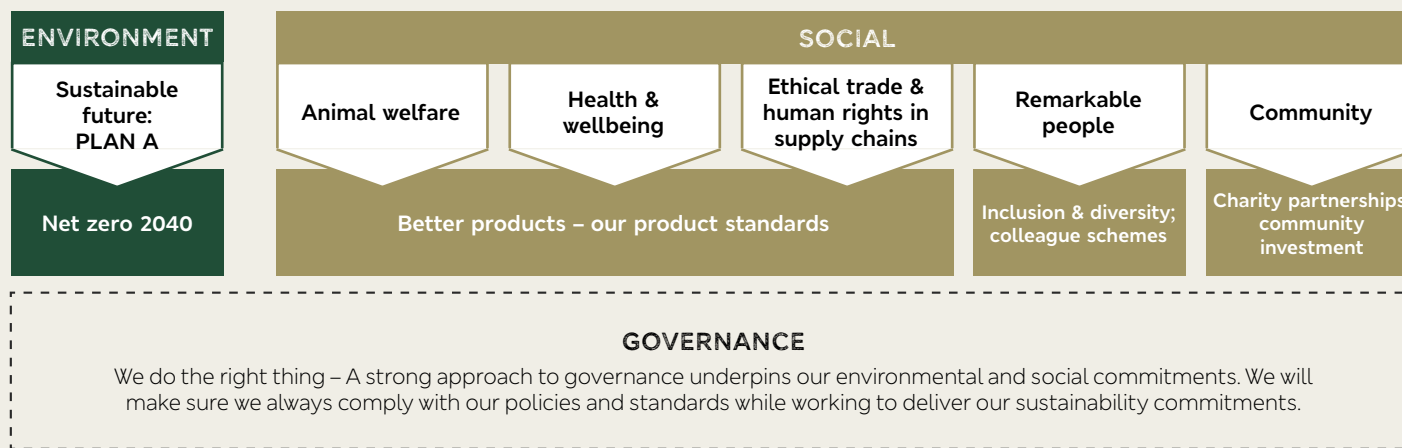 ENVIRONMENT
Sustainable
future:
PLAN A
Net zero 2040
SOCIAL
Animal welfare
Health &
wellbeing
Ethical trade &
human rights in
supply chains
Better products – our product standards
Remarkable
people
Inclusion & diversity;
colleague schemes
Community
Charity partnerships
community
investment
GOVERNANCE
We do the right thing – A strong approach to governance underpins our environmental and social commitments. We will
make sure we always comply with our policies and standards while working to deliver our sustainability commitments.